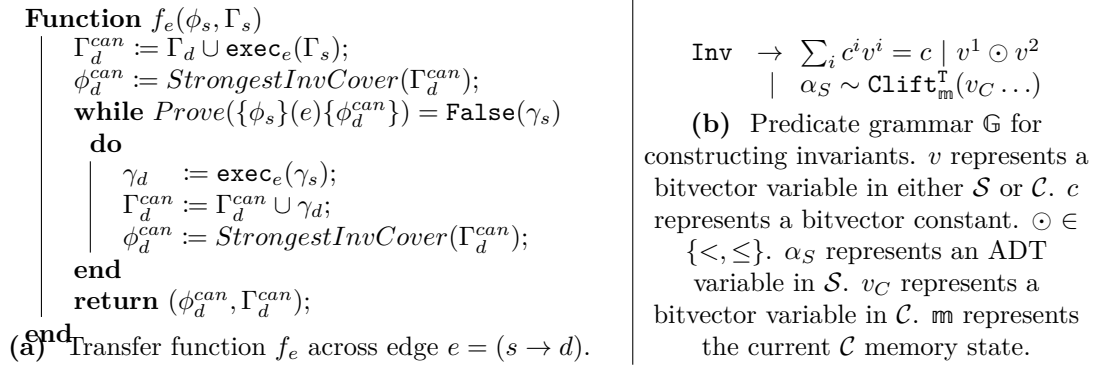 Function f_e(ϕ_s, Γ_s)
Γ_d^{can} ≔ Γ_d ∪ exec_e(Γ_s);
ϕ_d^{can} ≔ StrongestInvCover(Γ_d^{can});
while Prove({ϕ_s}(e){ϕ_d^{can}}) = False(γ_s)
do
γ_d ≔ exec_e(γ_s);
Γ_d^{can} ≔ Γ_d^{can} ∪ γ_d;
ϕ_d^{can} ≔ StrongestInvCover(Γ_d^{can});
end
return (ϕ_d^{can}, Γ_d^{can});
end
(a) Transfer function f_e across edge e = (s → d).
Inv → ∑_i c^i v^i = c | v^1 ⊙ v^2
| α_S ∼ Clift_𝕞^T(v_C …)
(b) Predicate grammar 𝔾 for
constructing invariants. v represents a
bitvector variable in either 𝒮 or 𝒞. c
represents a bitvector constant. ⊙ ∈
{<, ≤}. α_S represents an ADT
variable in 𝒮. v_C represents a
bitvector variable in 𝒞. 𝕞 represents
the current 𝒞 memory state.